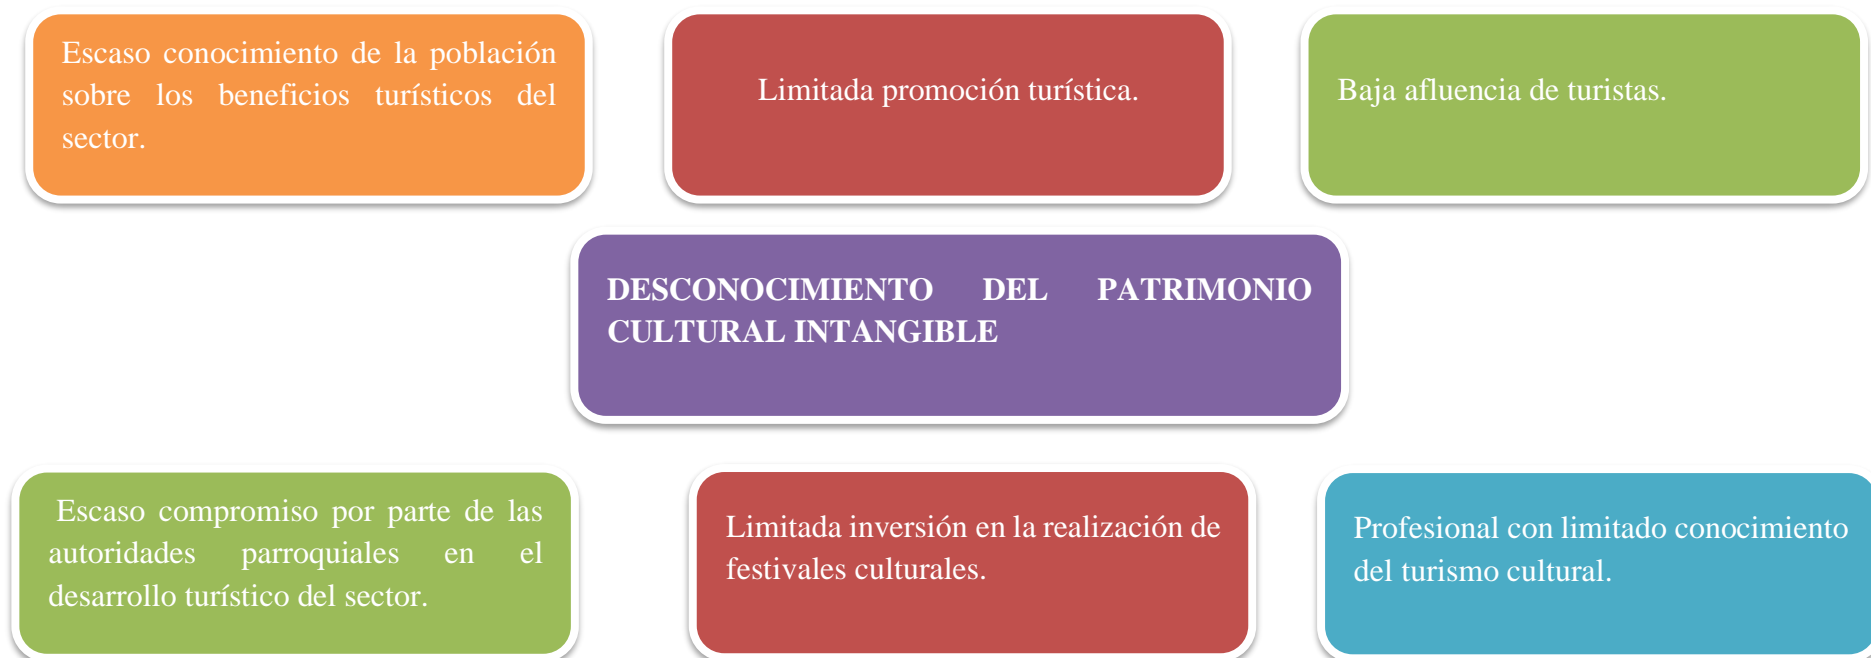 Escaso conocimiento de la población
sobre los beneficios turísticos del
sector.
Limitada promoción turística.
Baja afluencia de turistas.
DESCONOCIMIENTO DEL PATRIMONIO
CULTURAL INTANGIBLE
Escaso compromiso por parte de las
autoridades parroquiales en el
desarrollo turístico del sector.
Limitada inversión en la realización de
festivales culturales.
Profesional con limitado conocimiento
del turismo cultural.